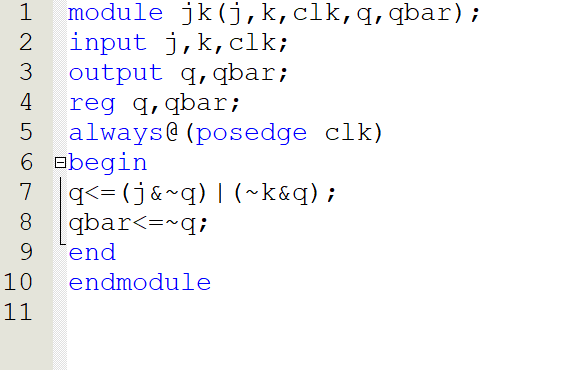 1 module jk(j,k,clk,q,qbar);
2 input j,k,clk;
3 output q,qbar;
4 reg q,qbar;
5 always@(posedge clk)
6 begin
7 q<=(j&~q)|(~k&q);
8 qbar<=~q;
9 end
10 endmodule
11